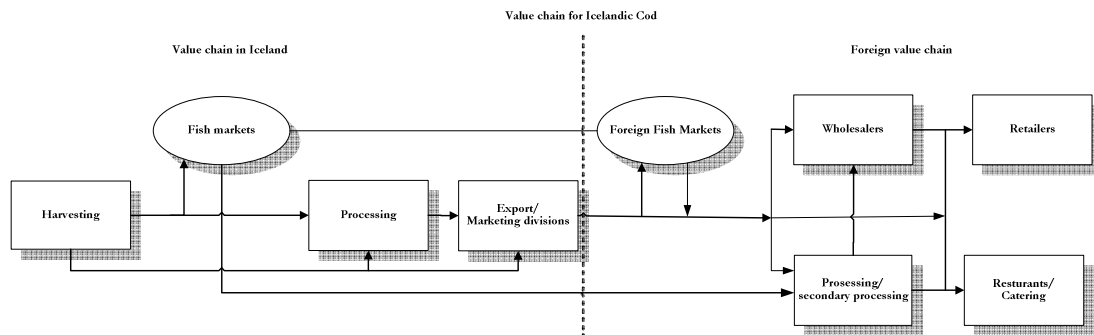 Value chain for Icelandic Cod
Value chain in Iceland
Foreign value chain
Fish markets
Foreign Fish Markets
Wholesalers
Retailers
Harvesting
Processing
Export/
Marketing divisions
Prosessing/
secondary processing
Resturants/
Catering